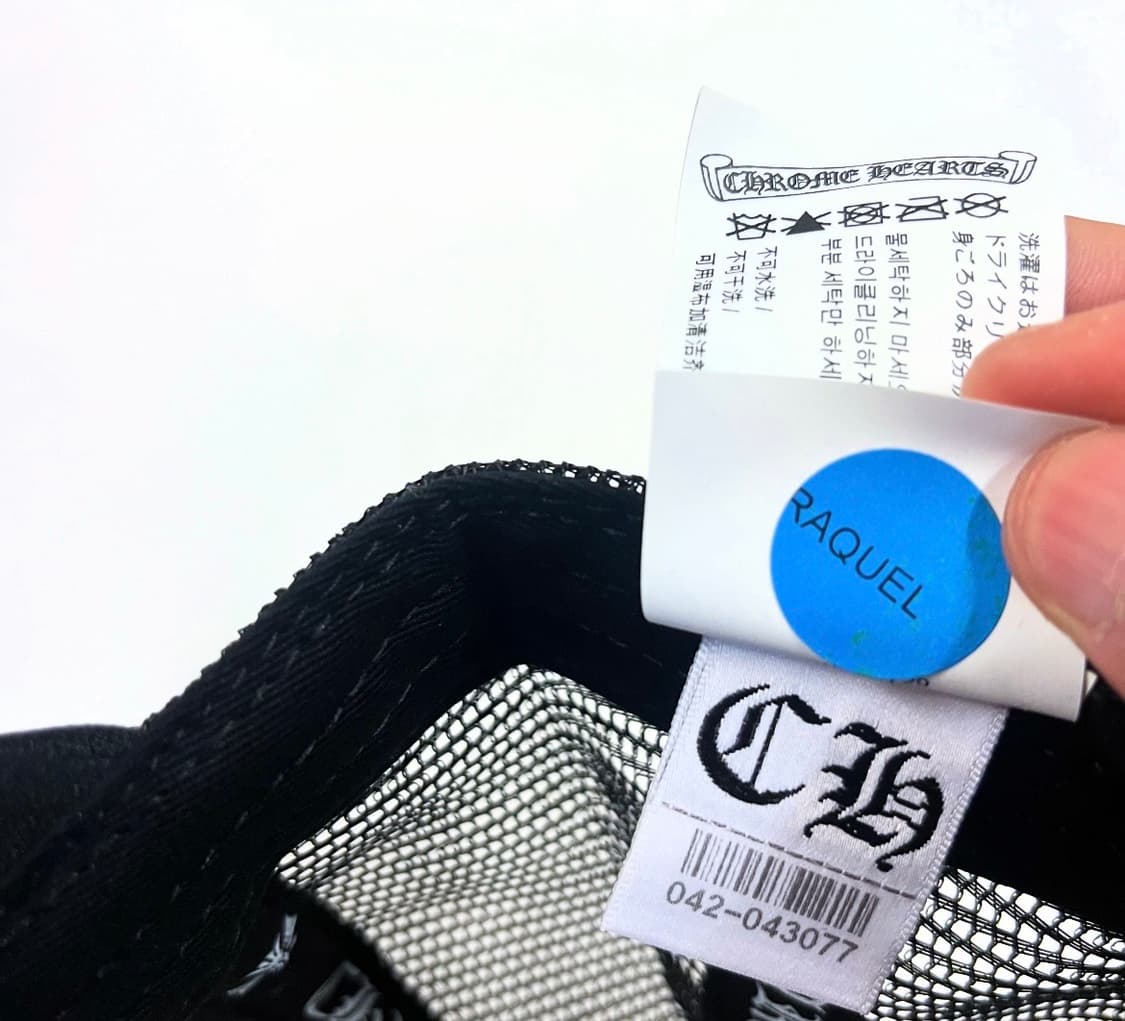 CHROME HEARTS
洗濯はお
ドライクリ
身ごろのみ部分
물세탁하지 마세
드라이클리닝하지
부분 세탁만 하세
不可水洗/
不可干洗/
可用温布加清洁剂
RAQUEL
CH
042-043077